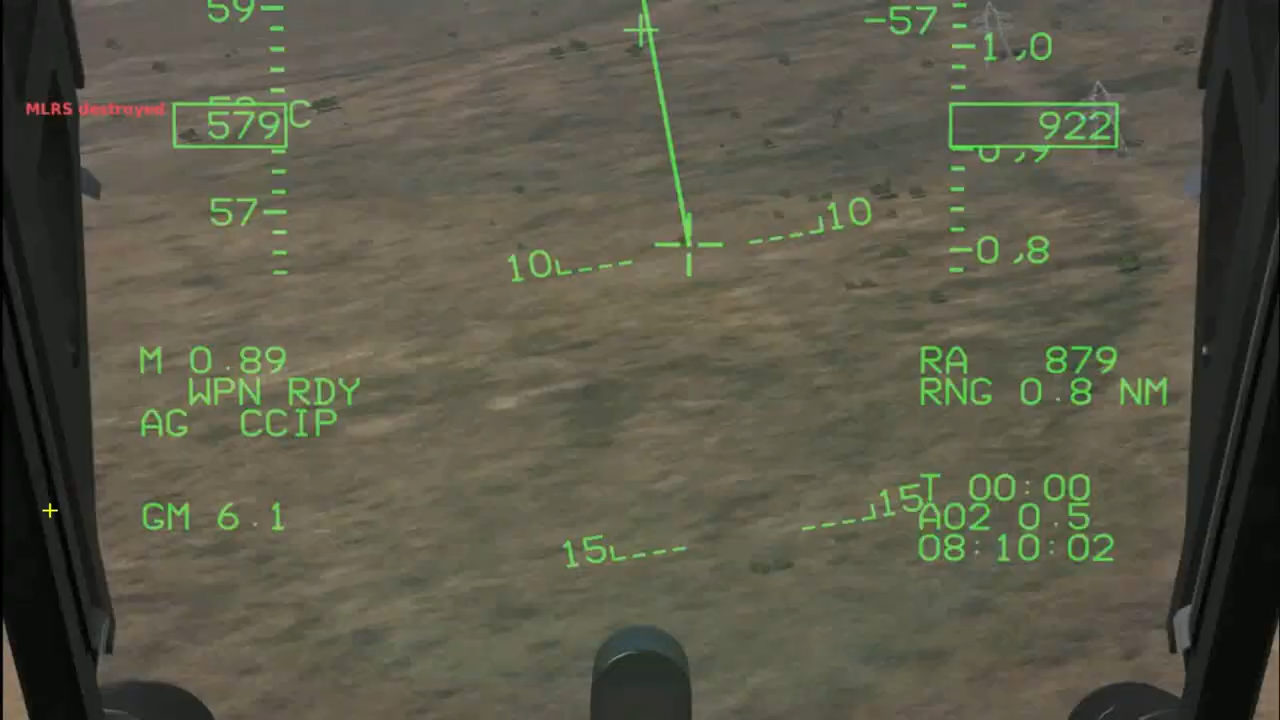 59
-57
1,0
MLRS destroyed
579 C
922
0,9
57
10 10
0,8
M 0.89
WPN RDY
AG CCIP
RA 879
RNG 0.8 NM
GM 6.1
15 15
T 00:00
A02 0.5
08:10:02